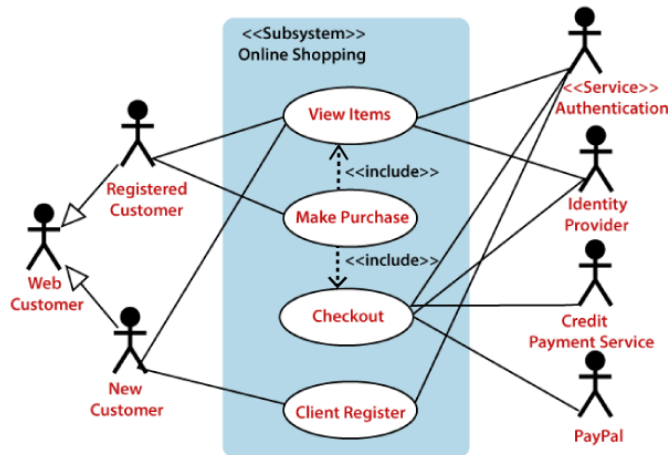 <<Subsystem>>
Online Shopping
<<Service>>
Authentication
View Items
<<include>>
Registered
Customer
Make Purchase
Identity
Provider
<<include>>
Web
Customer
Checkout
Credit
Payment Service
New
Customer
Client Register
PayPal